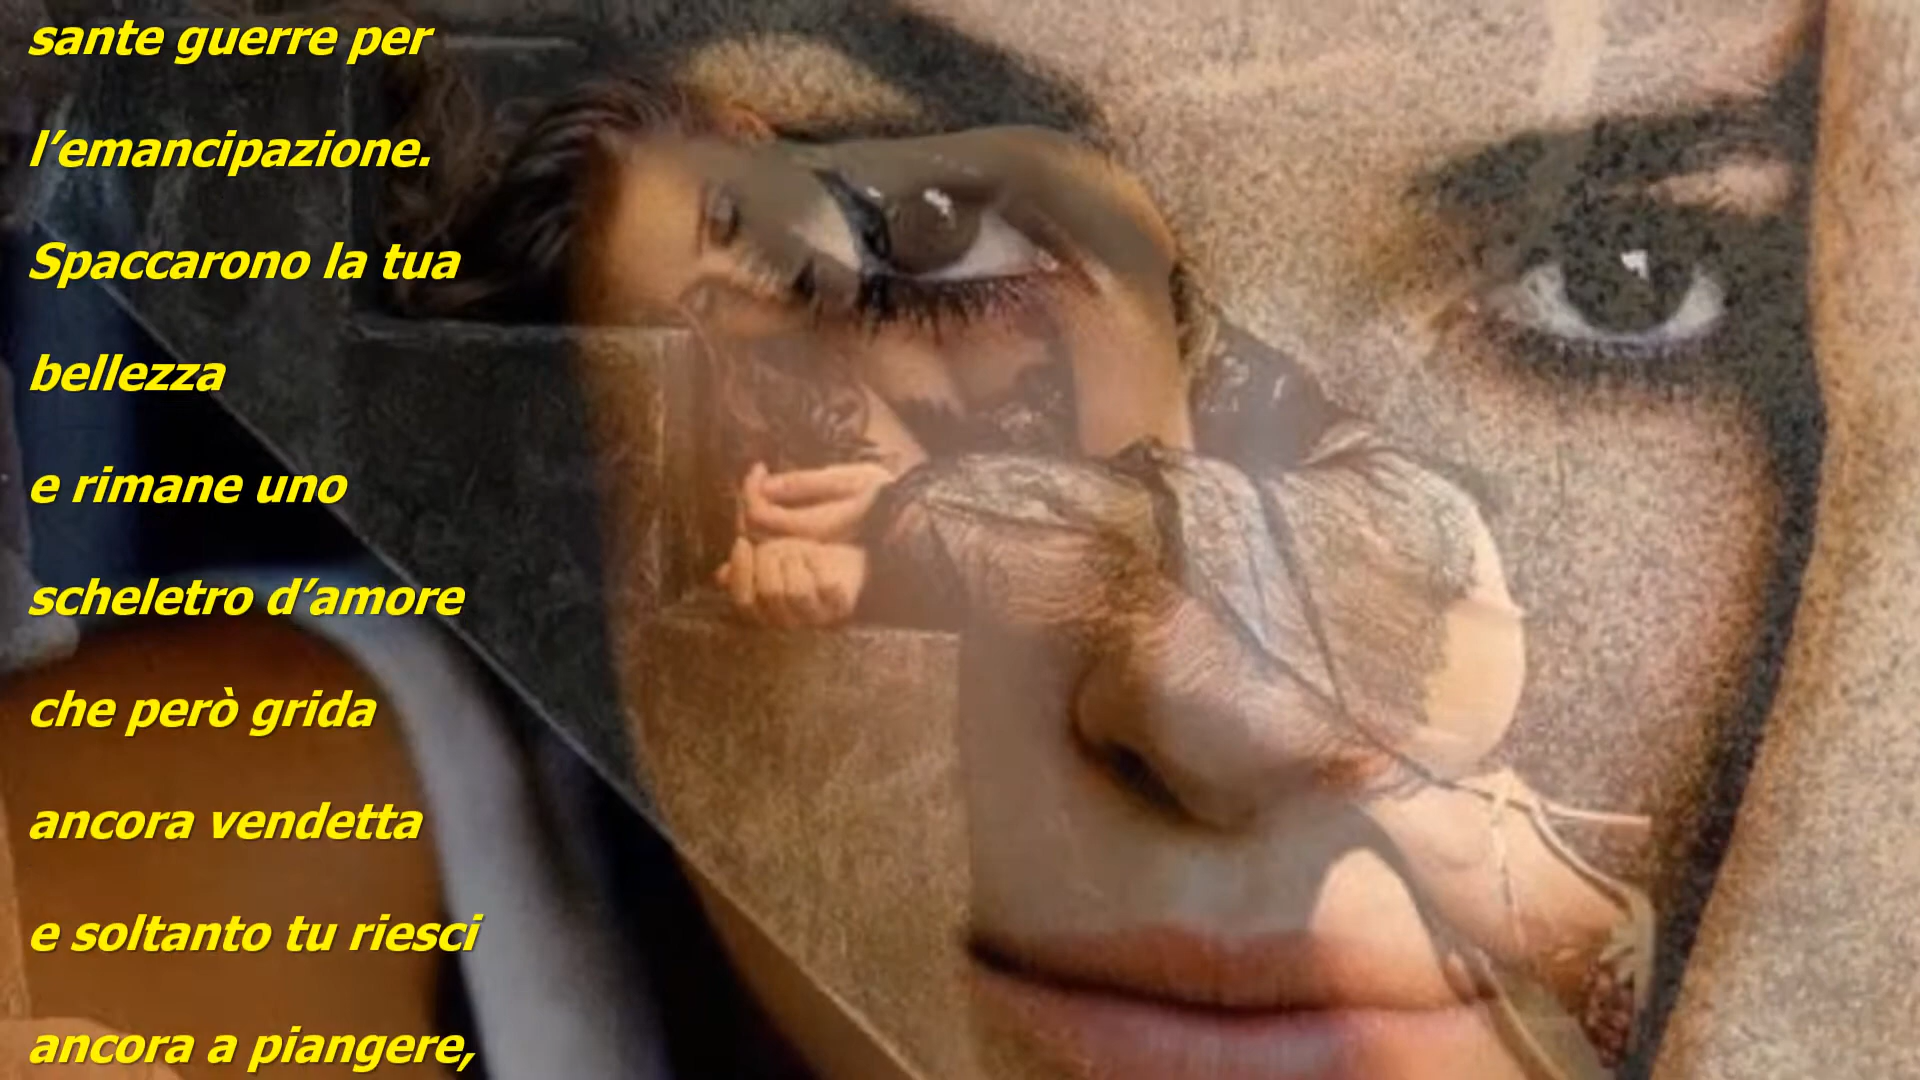 sante guerre per
l’emancipazione.
Spaccarono la tua
bellezza
e rimane uno
scheletro d’amore
che però grida
ancora vendetta
e soltanto tu riesci
ancora a piangere,